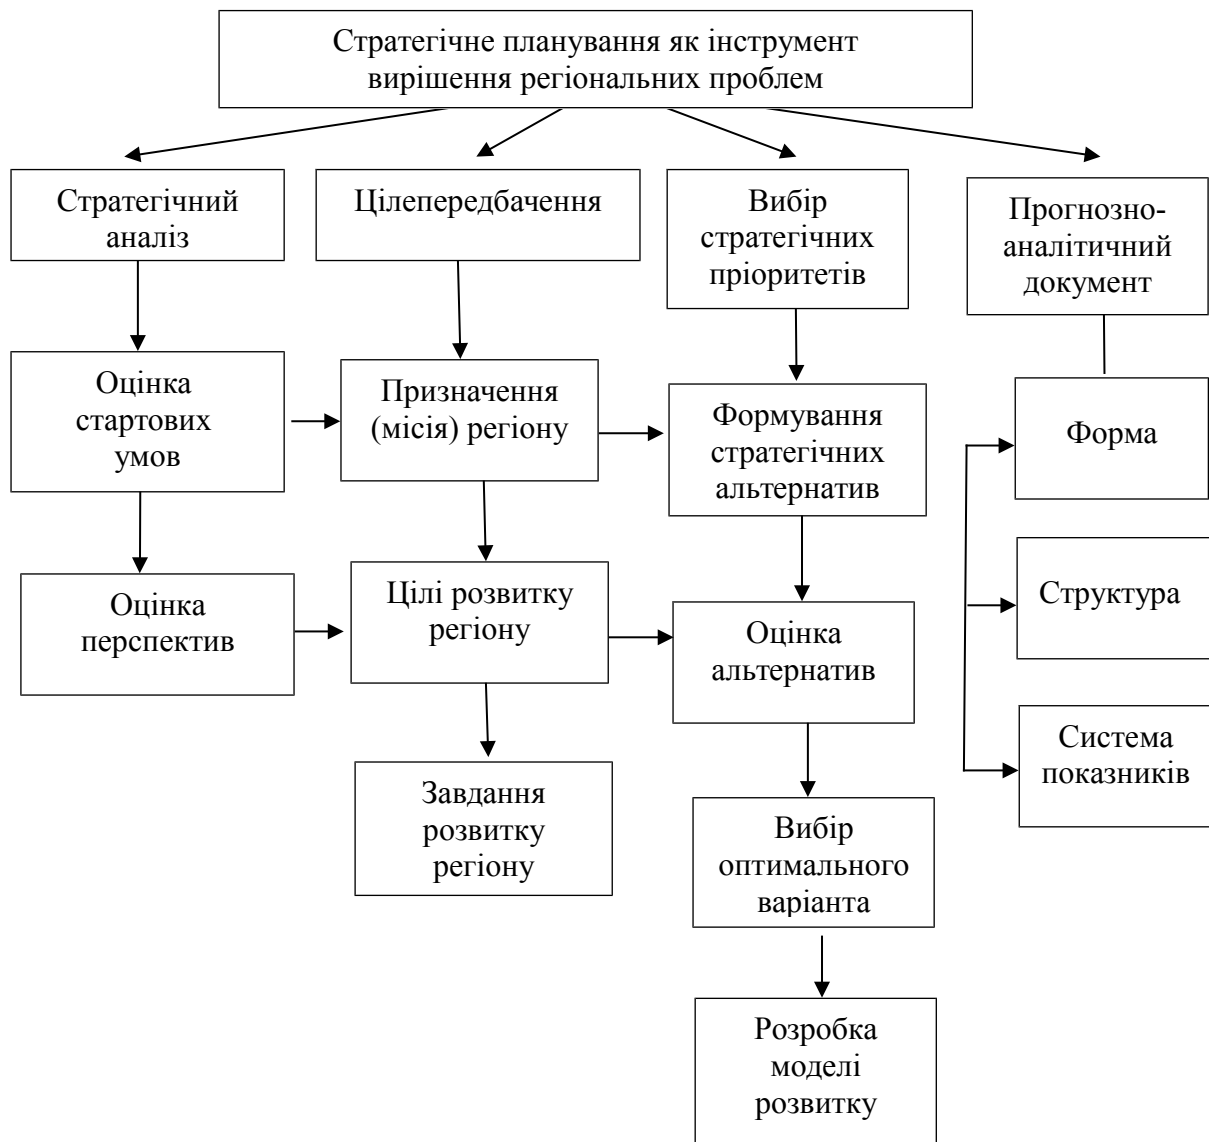 Стратегічне планування як інструмент
вирішення регіональних проблем
Стратегічний
аналіз
Цілепередбачення
Вибір
стратегічних
пріоритетів
Прогнозно-
аналітичний
документ
Оцінка
стартових
умов
Призначення
(місія) регіону
Формування
стратегічних
альтернатив
Форма
Оцінка
перспектив
Цілі розвитку
регіону
Оцінка
альтернатив
Структура
Завдання
розвитку
регіону
Вибір
оптимального
варіанта
Система
показників
Розробка
моделі
розвитку